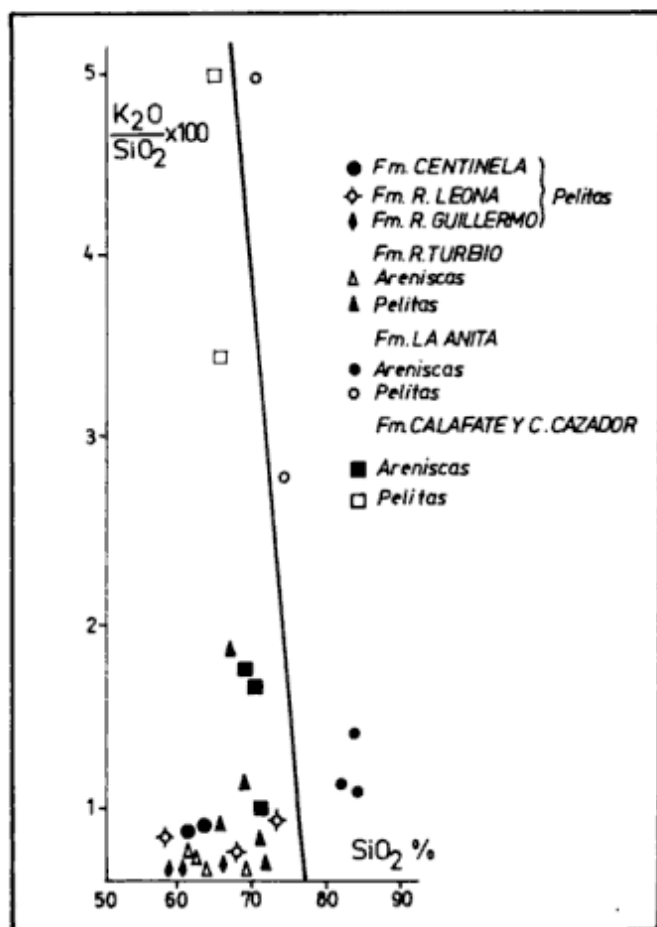 5
K2O
SiO2 x100
4
3
2
1
Fm. CENTINELA
Fm. R. LEONA
Fm. R. GUILLERMO
Pelitas
Fm. R. TURBIO
Areniscas
Pelitas
Fm. LA ANITA
Areniscas
Pelitas
Fm. CALAFATE Y C. CAZADOR
Areniscas
Pelitas
SiO2 %
50 60 70 80 90